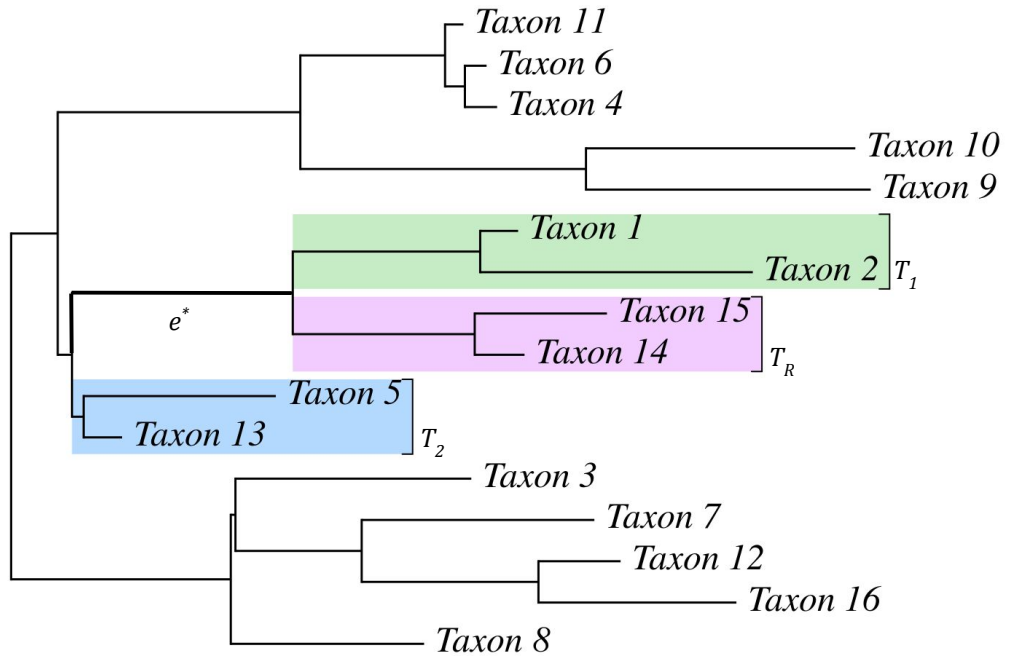 Taxon 11
Taxon 6
Taxon 4
Taxon 10
Taxon 9
Taxon 1
Taxon 2
T1
e*
Taxon 15
Taxon 14
TR
Taxon 5
Taxon 13
T2
Taxon 3
Taxon 7
Taxon 12
Taxon 16
Taxon 8